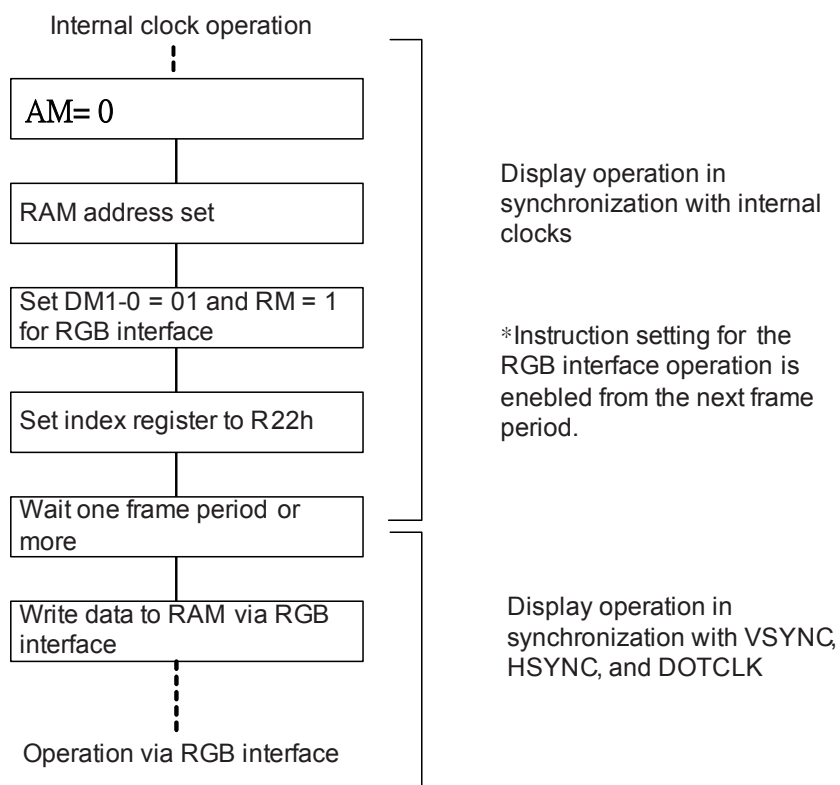 Internal clock operation
AM= 0
RAM address set
Set DM1-0 = 01 and RM = 1
for RGB interface
Set index register to R22h
Wait one frame period or
more
Write data to RAM via RGB
interface
Operation via RGB interface
Display operation in
synchronization with internal
clocks
*Instruction setting for the
RGB interface operation is
enebled from the next frame
period.
Display operation in
synchronization with VSYNC,
HSYNC, and DOTCLK